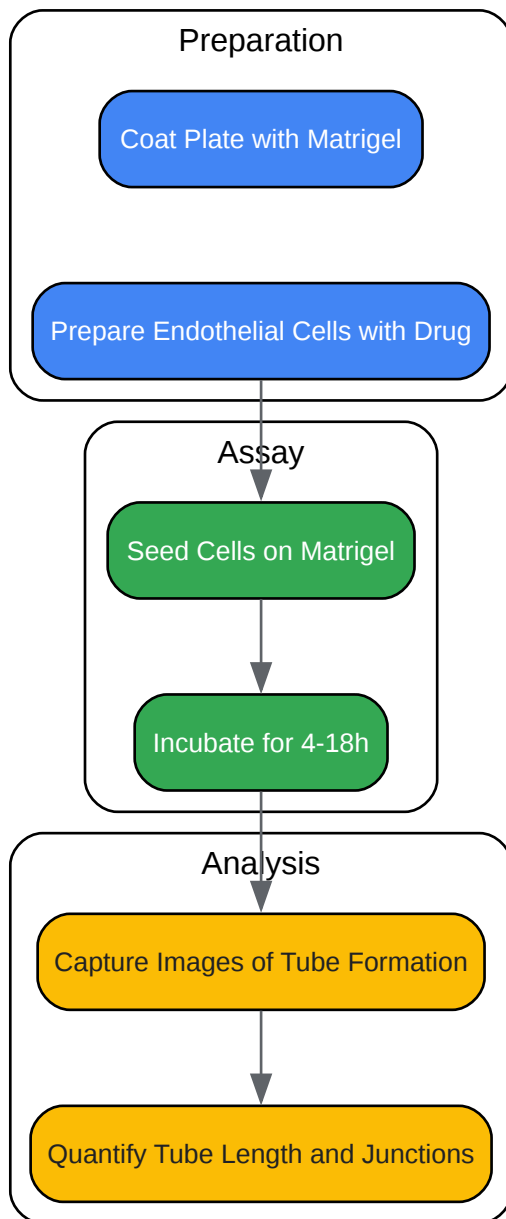 Preparation
Coat Plate with Matrigel
Prepare Endothelial Cells with Drug
Assay
Seed Cells on Matrigel
Incubate for 4-18h
Analysis
Capture Images of Tube Formation
Quantify Tube Length and Junctions